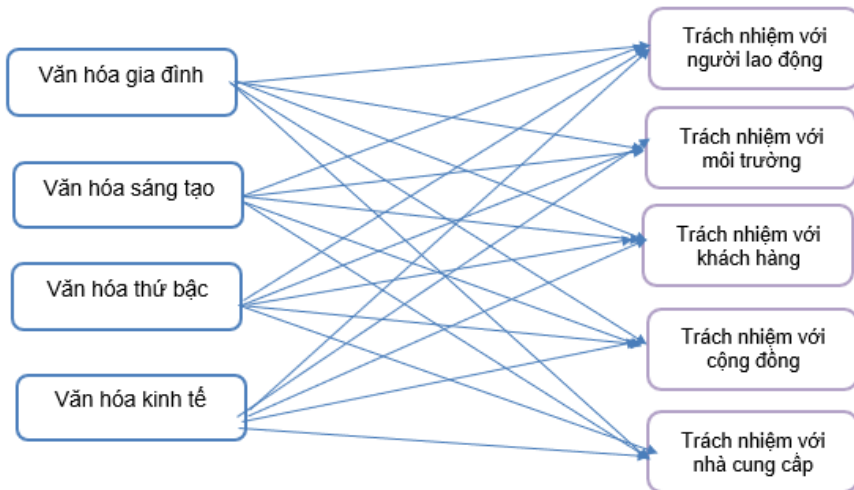 Văn hóa gia đình
Văn hóa sáng tạo
Văn hóa thứ bậc
Văn hóa kinh tế
Trách nhiệm với
người lao động
Trách nhiệm với
môi trường
Trách nhiệm với
khách hàng
Trách nhiệm với
cộng đồng
Trách nhiệm với
nhà cung cấp